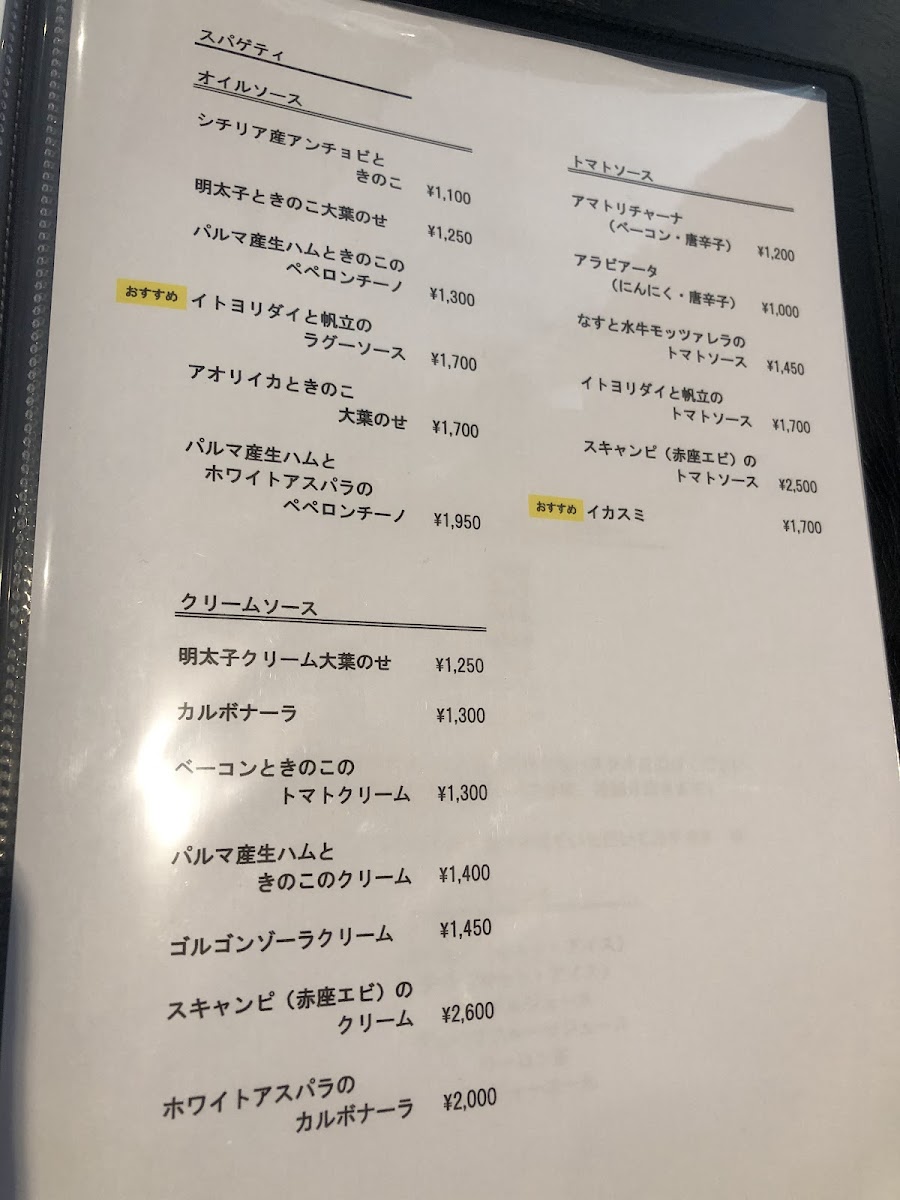 スパゲティ
オイルソース
シチリア産アンチョビと
きのこ ¥1,100
明太子ときのこ大葉のせ ¥1,250
パルマ産生ハムときのこの
ペペロンチーノ ¥1,300
おすすめ イトヨリダイと帆立の
ラグーソース ¥1,700
アオリイカときのこ
大葉のせ ¥1,700
パルマ産生ハムと
ホワイトアスパラの
ペペロンチーノ ¥1,950
クリームソース
明太子クリーム大葉のせ ¥1,250
カルボナーラ ¥1,300
ベーコンときのこの
トマトクリーム ¥1,300
パルマ産生ハムと
きのこのクリーム ¥1,400
ゴルゴンゾーラクリーム ¥1,450
スキャンピ（赤座エビ）の
クリーム ¥2,600
ホワイトアスパラの
カルボナーラ ¥2,000
トマトソース
アマトリチャーナ
（ベーコン・唐辛子） ¥1,200
アラビアータ
（にんにく・唐辛子） ¥1,000
なすと水牛モッツァレラの
トマトソース ¥1,450
イトヨリダイと帆立の
トマトソース ¥1,700
スキャンピ（赤座エビ）の
トマトソース ¥2,500
おすすめ イカスミ ¥1,700